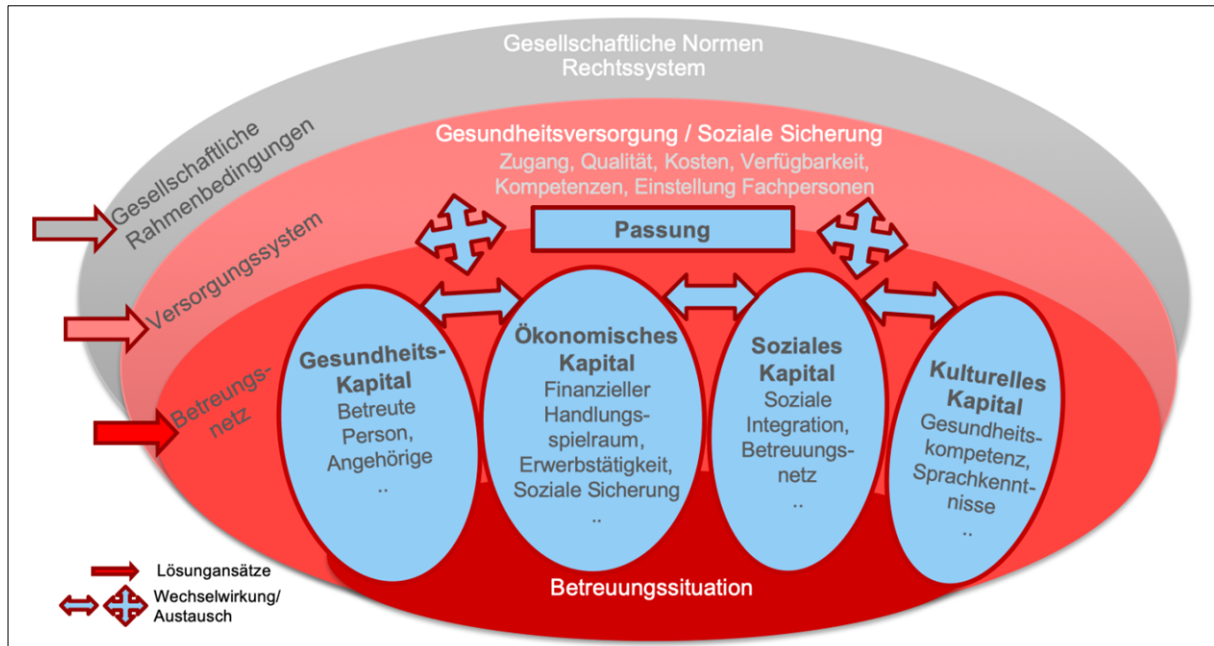 Gesellschaftliche Normen
Rechtssystem
Gesellschaftliche
Rahmenbedingungen
Gesundheitsversorgung / Soziale Sicherung
Zugang, Qualität, Kosten, Verfügbarkeit,
Kompetenzen, Einstellung Fachpersonen
Versorgungssystem
Passung
Betreungs-
netz
Gesundheits-
Kapital
Betreute
Person,
Angehörige
..
Ökonomisches
Kapital
Finanzieller
Handlungs-
spielraum,
Erwerbstätigkeit,
Soziale Sicherung
..
Soziales
Kapital
Soziale
Integration,
Betreuungs-
netz
..
Kulturelles
Kapital
Gesundheits-
kompetenz,
Sprachkennt-
nisse
..
Betreuungssituation
Lösungansätze
Wechselwirkung/
Austausch